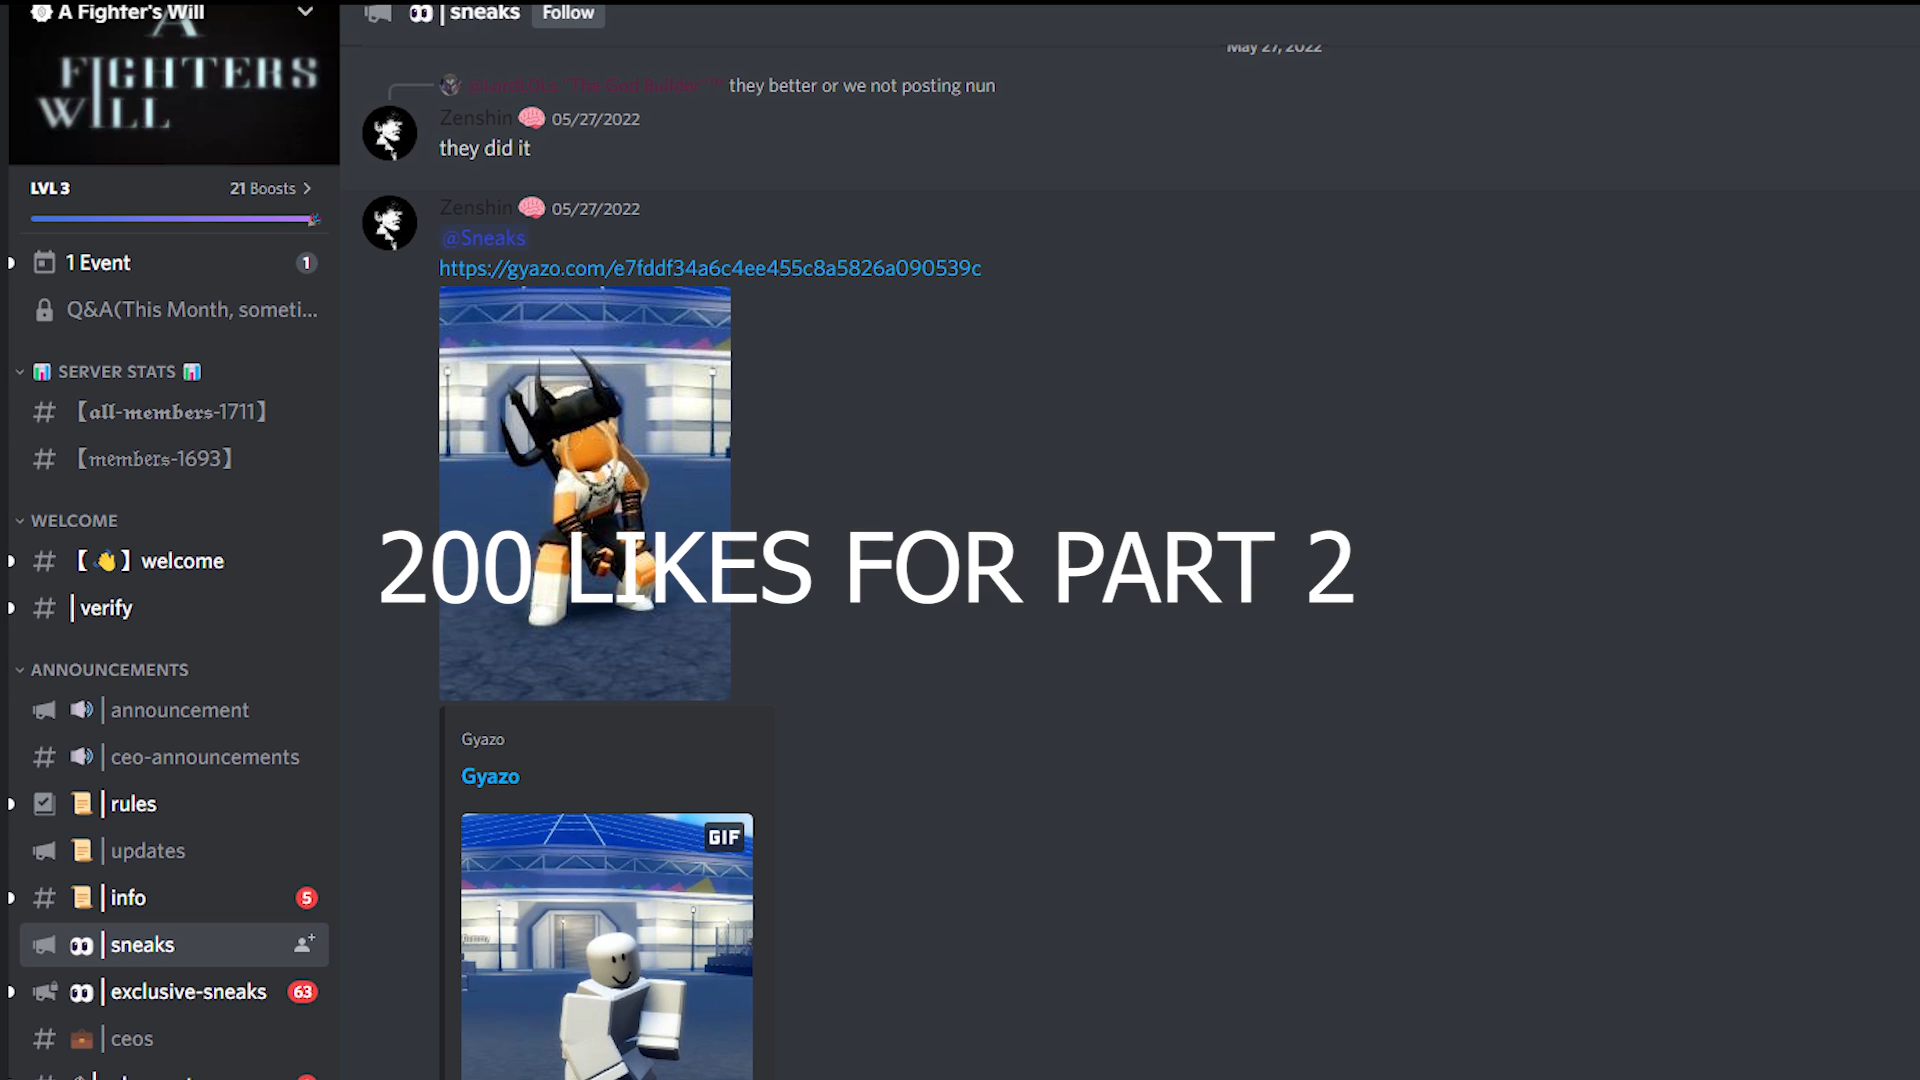 A Fighter's Will
A
FIGHTERS
WILL
LVL 3
21 Boosts
1 Event
1
Q&A(This Month, someti...
SERVER STATS
【𝖆𝖑𝖑-𝖒𝖊𝖒𝖇𝖊𝖗𝖘-1711】
【𝔪𝔢𝔪𝔟𝔢𝔯𝔰-1693】
WELCOME
# 【👋】 welcome
# | verify
ANNOUNCEMENTS
| announcement
# | ceo-announcements
| rules
| updates
# | info
5
| sneaks
| exclusive-sneaks
63
# | ceos
| sneaks
Follow
May 27, 2022
"The God Builder" they better or we not posting nun
Zenshin 05/27/2022
they did it
Zenshin 05/27/2022
@Sneaks
https://gyazo.com/e7fddf34a6c4ee455c8a5826a090539c
200 LIKES FOR PART 2
Gyazo
Gyazo
GIF